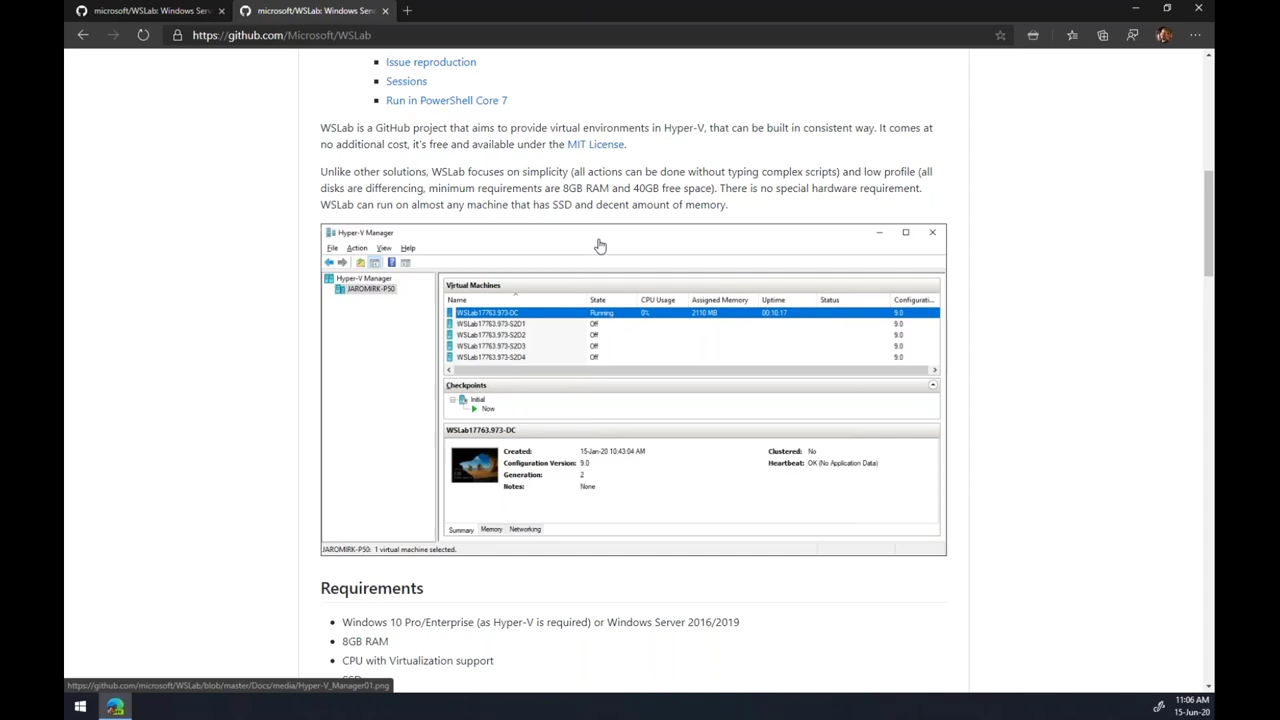 microsoft/WSLab: Windows Serve
microsoft/WSLab: Windows Serve
https://github.com/Microsoft/WSLab
Issue reproduction
Sessions
Run in PowerShell Core 7
WSLab is a GitHub project that aims to provide virtual environments in Hyper-V, that can be built in consistent way. It comes at
no additional cost, it's free and available under the MIT License.
Unlike other solutions, WSLab focuses on simplicity (all actions can be done without typing complex scripts) and low profile (all
disks are differencing, minimum requirements are 8GB RAM and 40GB free space). There is no special hardware requirement.
WSLab can run on almost any machine that has SSD and decent amount of memory.
Hyper-V Manager
File Action View Help
Hyper-V Manager
JAROMIRK-P50
Virtual Machines
Name State CPU Usage Assigned Memory Uptime Status Configurati...
WSLab17763.973-DC Running 0% 2110 MB 00:10:17 9.0
WSLab17763.973-S2D1 Off 9.0
WSLab17763.973-S2D2 Off 9.0
WSLab17763.973-S2D3 Off 9.0
WSLab17763.973-S2D4 Off 9.0
Checkpoints
Initial
Now
WSLab17763.973-DC
Created: 15-Jan-20 10:43:04 AM Clustered: No
Configuration Version: 9.0 Heartbeat: OK (No Application Data)
Generation: 2
Notes: None
Summary Memory Networking
JAROMIRK-P50: 1 virtual machine selected.
Requirements
Windows 10 Pro/Enterprise (as Hyper-V is required) or Windows Server 2016/2019
8GB RAM
CPU with Virtualization support
https://github.com/microsoft/WSLab/blob/master/Docs/media/Hyper-V_Manager01.png
11:06 AM
15-Jun-20